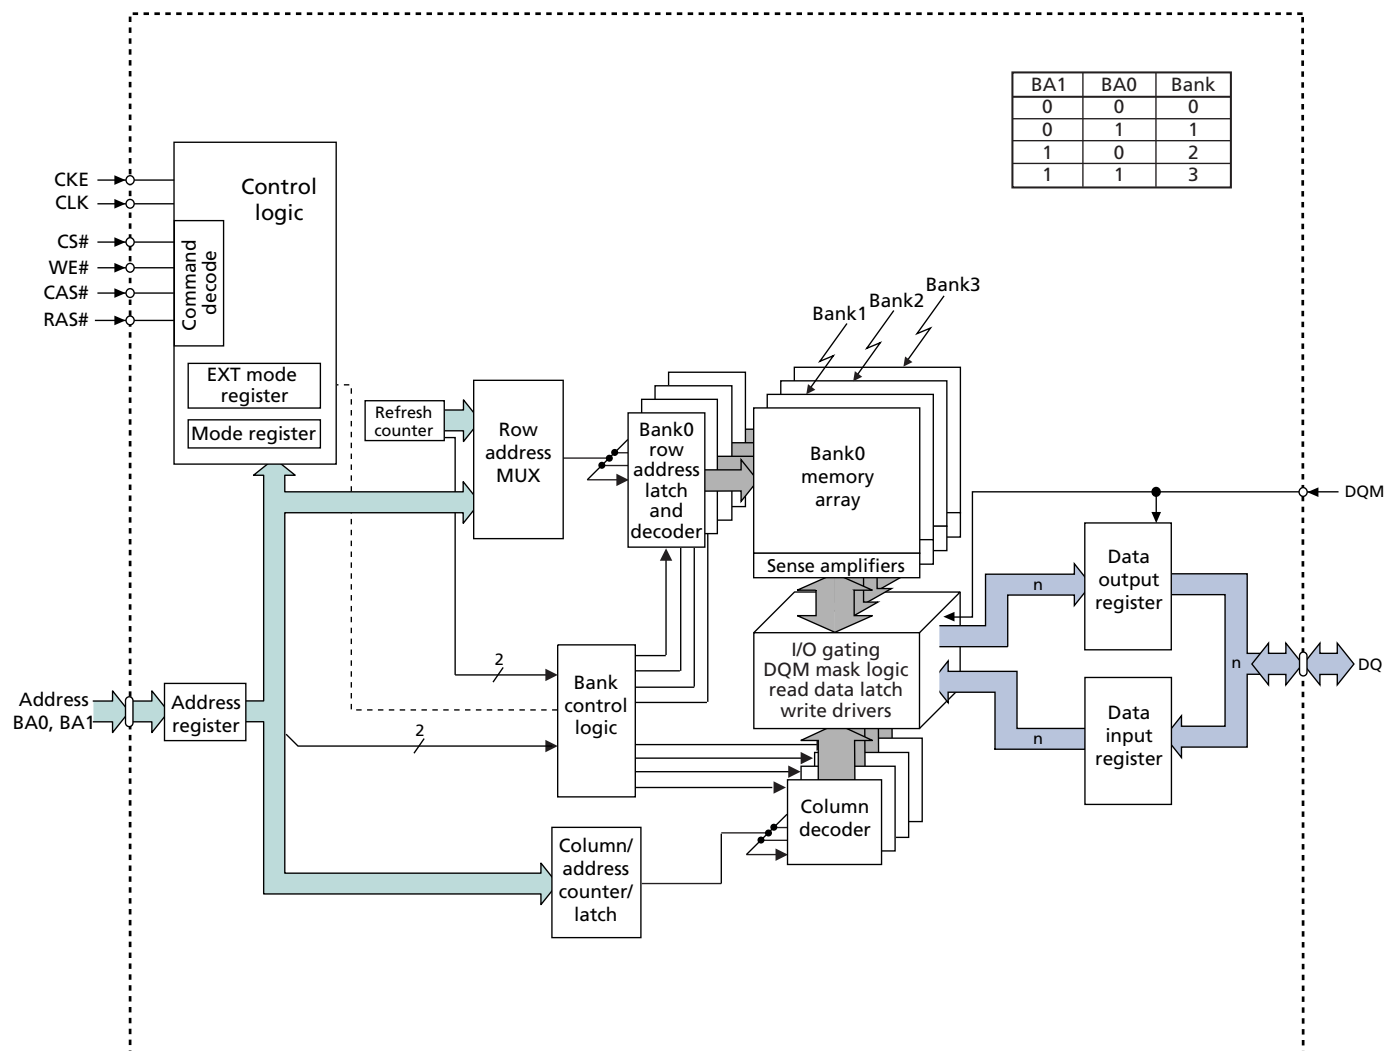 BA1 BA0 Bank
0 0 0
0 1 1
1 0 2
1 1 3
CKE
CLK
CS#
WE#
CAS#
RAS#
Control
logic
Command
decode
EXT mode
register
Mode register
Refresh
counter
Row
address
MUX
Bank0
row
address
latch
and
decoder
Bank1
Bank2
Bank3
Bank0
memory
array
Sense amplifiers
I/O gating
DQM mask logic
read data latch
write drivers
DQM
Data
output
register
n
n
n
DQ
Data
input
register
Address
BA0, BA1
Address
register
2
2
Bank
control
logic
Column
decoder
Column/
address
counter/
latch